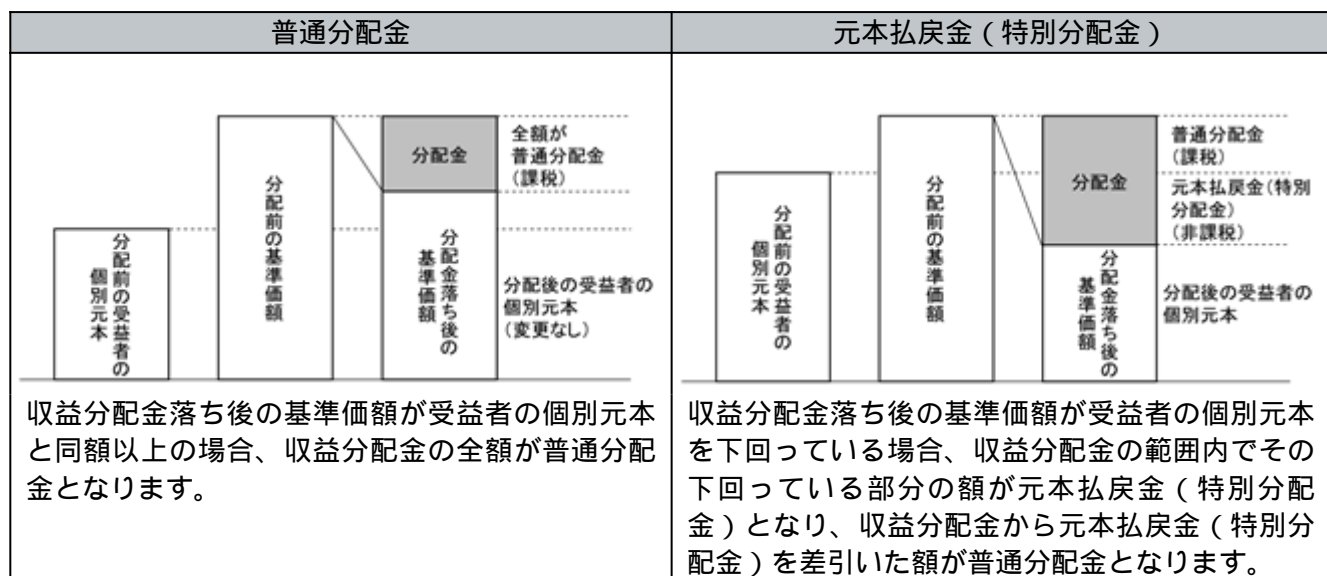 普通分配金
分配前の受益者の
個別元本
分配前の基準価額
分配金
分配金落ち後の
基準価額
全額が
普通分配金
(課税)
分配後の受益者の
個別元本
(変更なし)
収益分配金落ち後の基準価額が受益者の個別元本
と同額以上の場合、収益分配金の全額が普通分配
金となります。
元本払戻金（特別分配金）
分配前の受益者の
個別元本
分配前の基準価額
分配金
分配金落ち後の
基準価額
普通分配金
(課税)
元本払戻金(特別
分配金)
(非課税)
分配後の受益者の
個別元本
収益分配金落ち後の基準価額が受益者の個別元本
を下回っている場合、収益分配金の範囲内でその
下回っている部分の額が元本払戻金（特別分配
金）となり、収益分配金から元本払戻金（特別分
配金）を差引いた額が普通分配金となります。